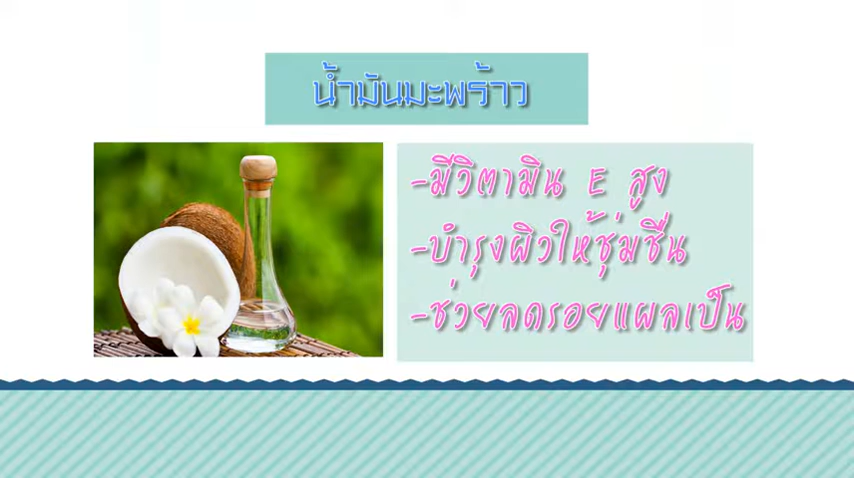 น้ำมันมะพร้าว
-มีวิตามิน E สูง
-บำรุงผิวให้ชุ่มชื่น
-ช่วยลดรอยแผลเป็น